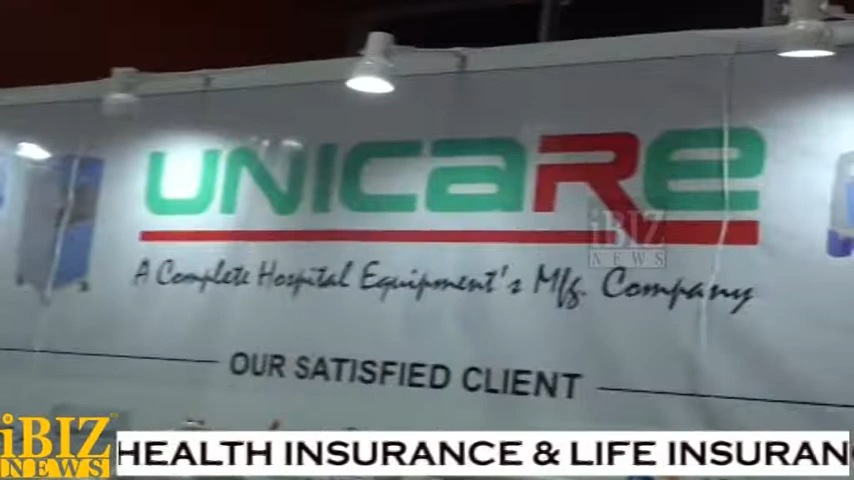 UNICARE
iBIZ
NEWS
A Complete Hospital Equipment's Mfg. Company
OUR SATISFIED CLIENT
iBIZ
NEWS
HEALTH INSURANCE & LIFE INSURAN